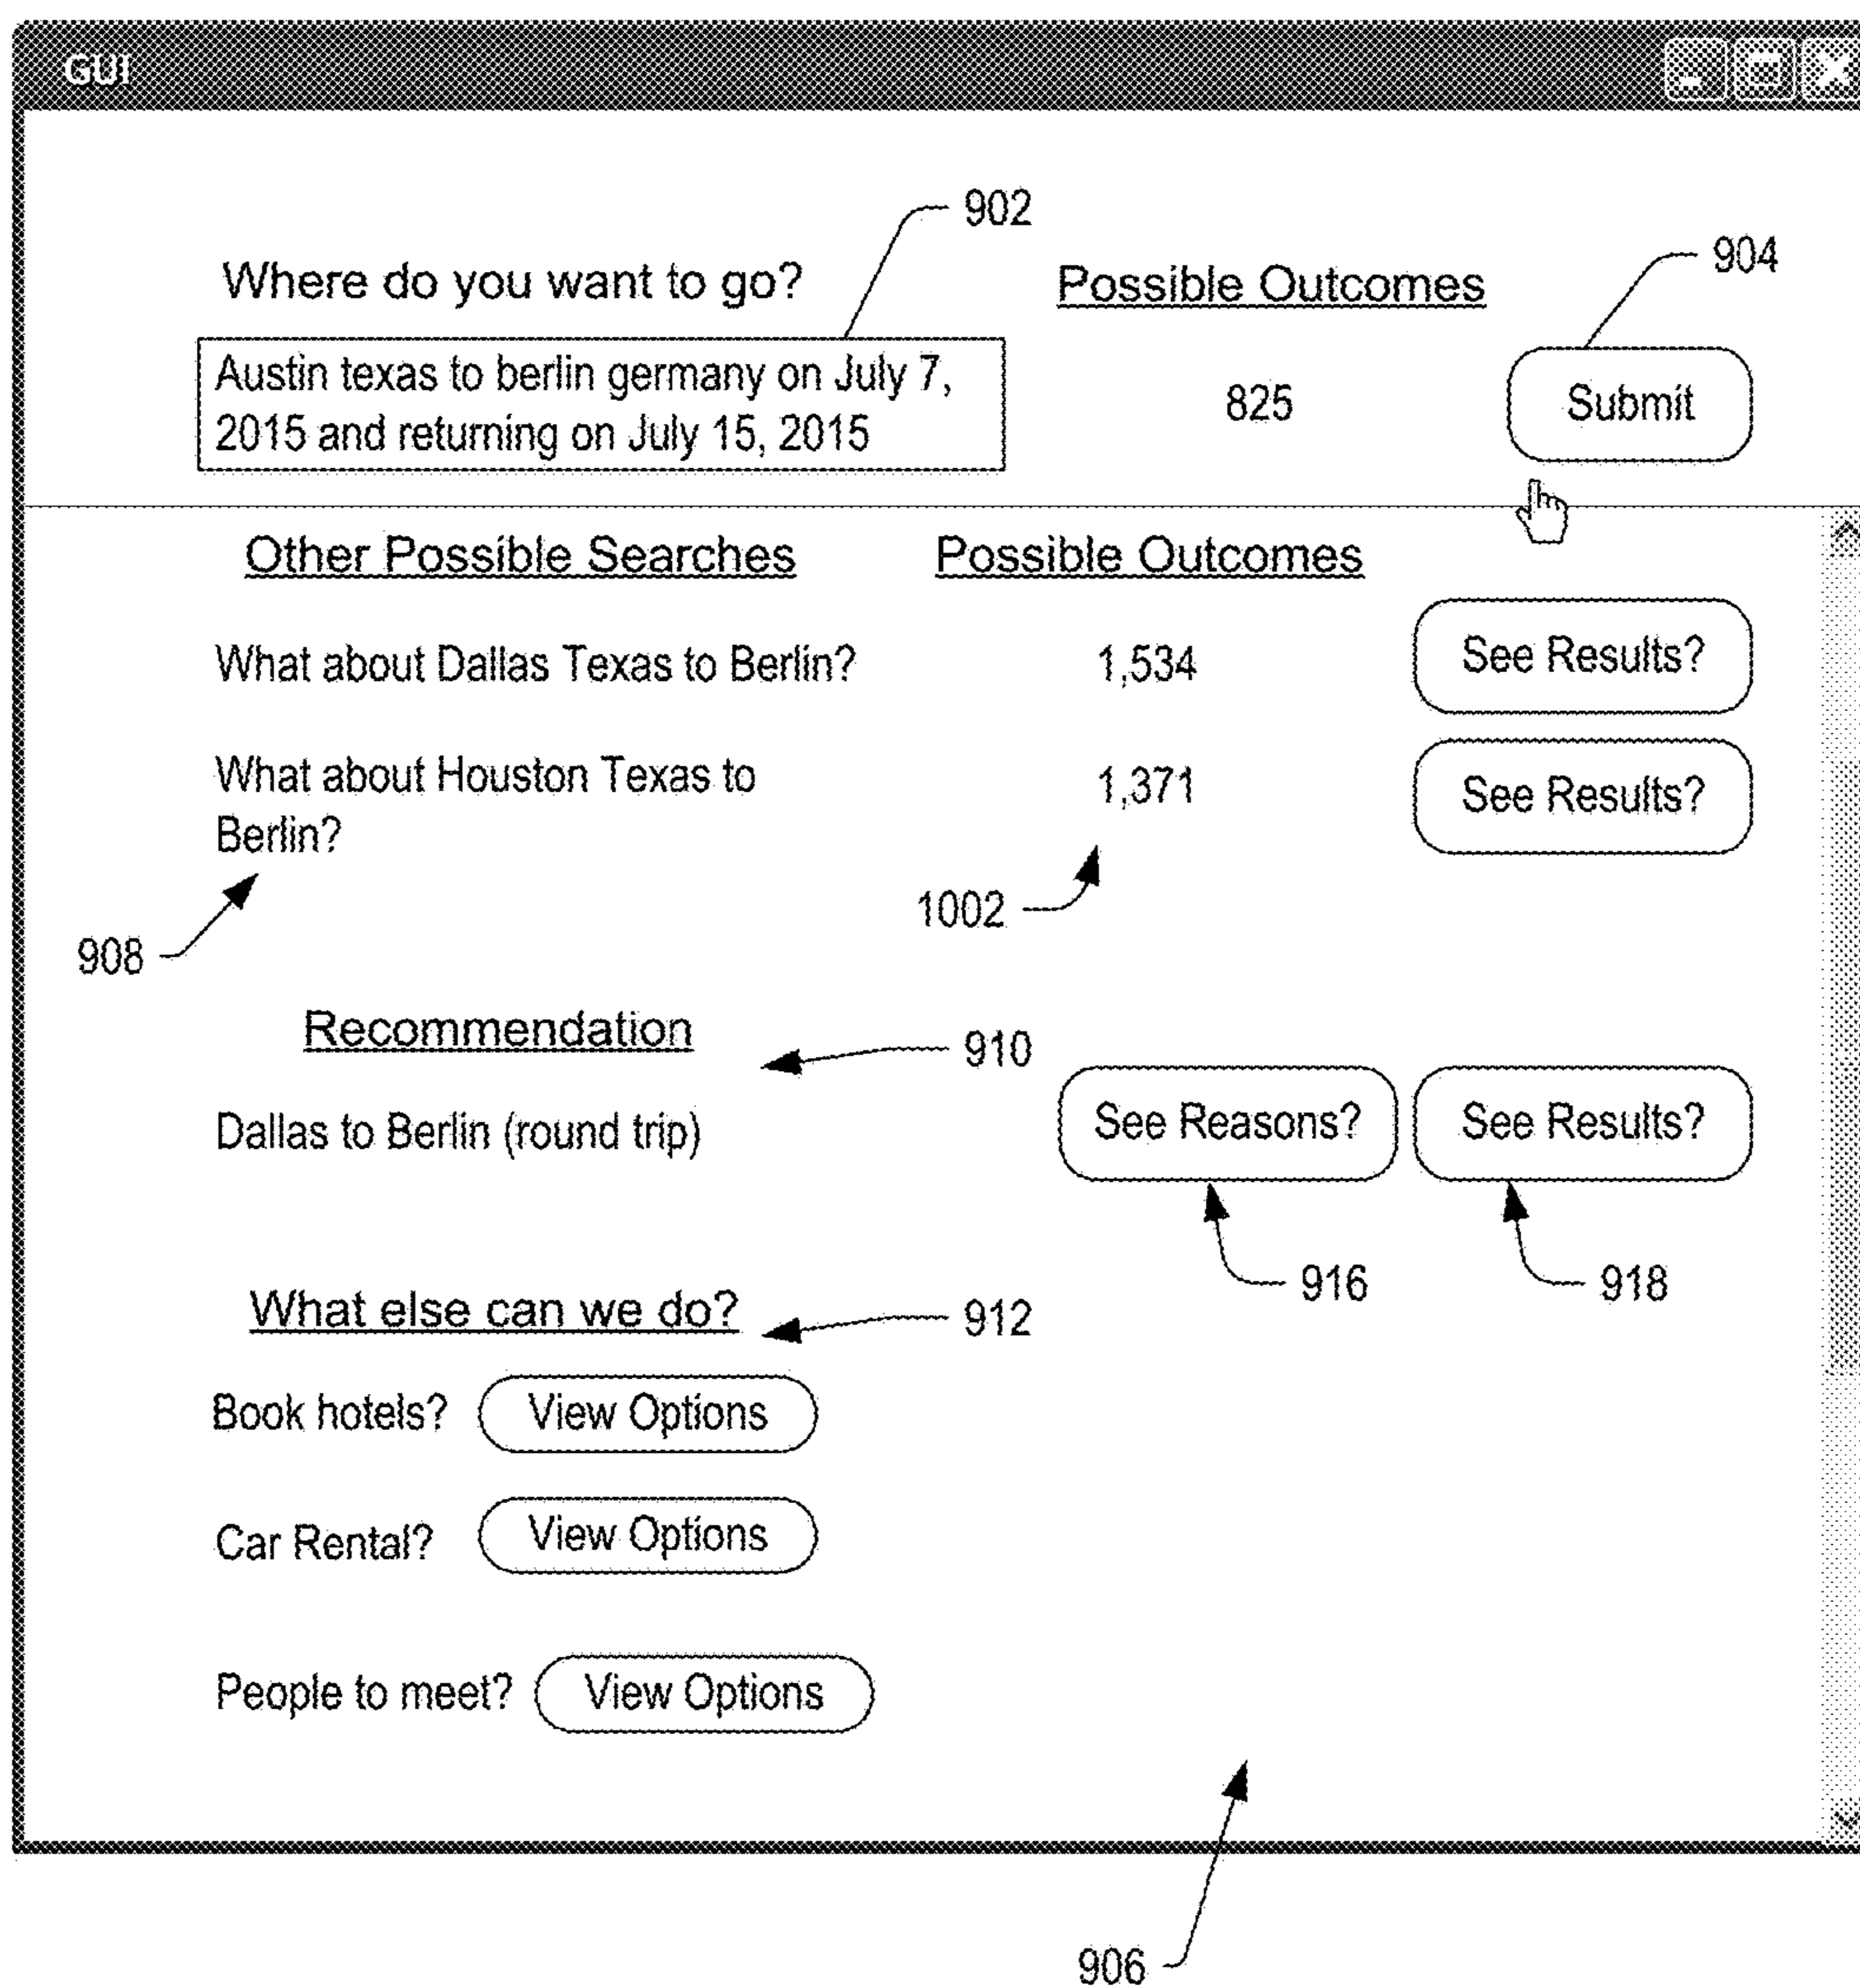 GUI
902
Where do you want to go?
Possible Outcomes
904
Austin texas to berlin germany on July 7,
2015 and returning on July 15, 2015
825
Submit
Other Possible Searches
Possible Outcomes
What about Dallas Texas to Berlin?
1,534
See Results?
What about Houston Texas to
Berlin?
1,371
See Results?
1002
908
Recommendation
910
Dallas to Berlin (round trip)
See Reasons?
See Results?
916
918
What else can we do?
912
Book hotels?
View Options
Car Rental?
View Options
People to meet?
View Options
906